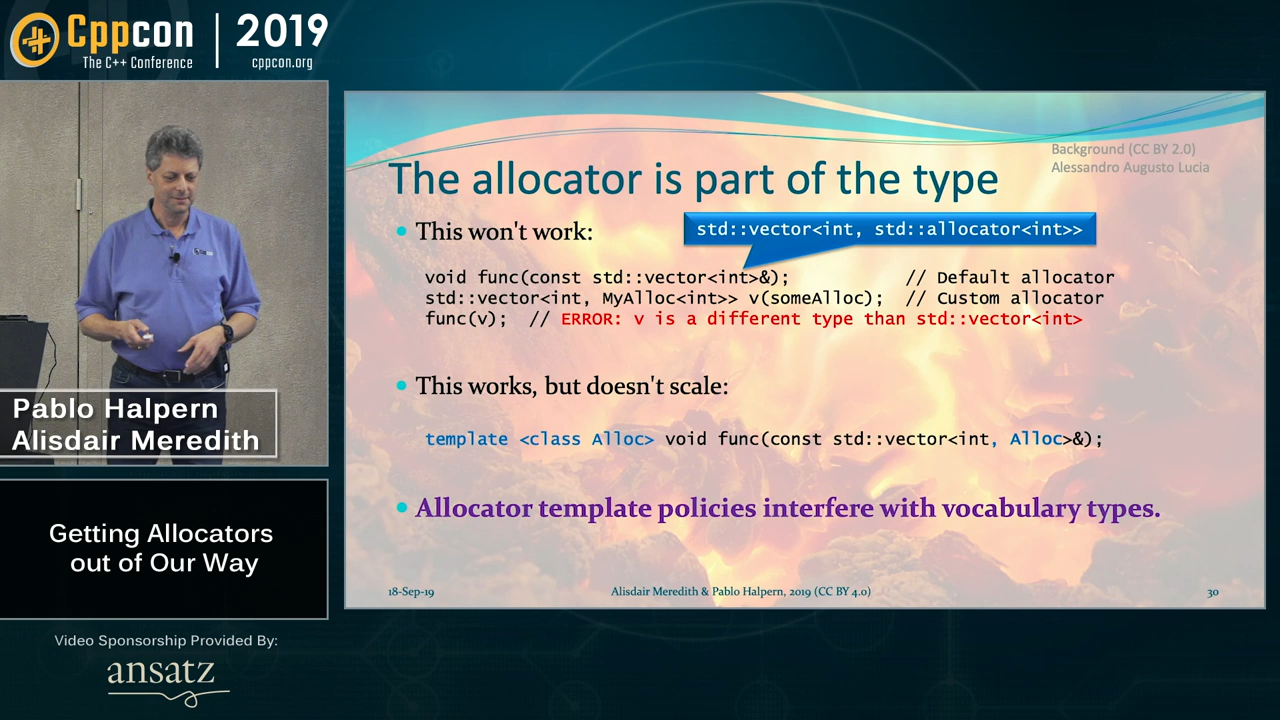 Cppcon
The C++ Conference
2019
cppcon.org
Pablo Halpern
Alisdair Meredith
Getting Allocators
out of Our Way
Video Sponsorship Provided By:
ansatz
Background (CC BY 2.0)
Alessandro Augusto Lucia
The allocator is part of the type
• This won't work:
std::vector<int, std::allocator<int>>
void func(const std::vector<int>&); // Default allocator
std::vector<int, MyAlloc<int>> v(someAlloc); // Custom allocator
func(v); // ERROR: v is a different type than std::vector<int>
• This works, but doesn't scale:
template <class Alloc> void func(const std::vector<int, Alloc>&);
• Allocator template policies interfere with vocabulary types.
18-Sep-19
Alisdair Meredith & Pablo Halpern, 2019 (CC BY 4.0)
30